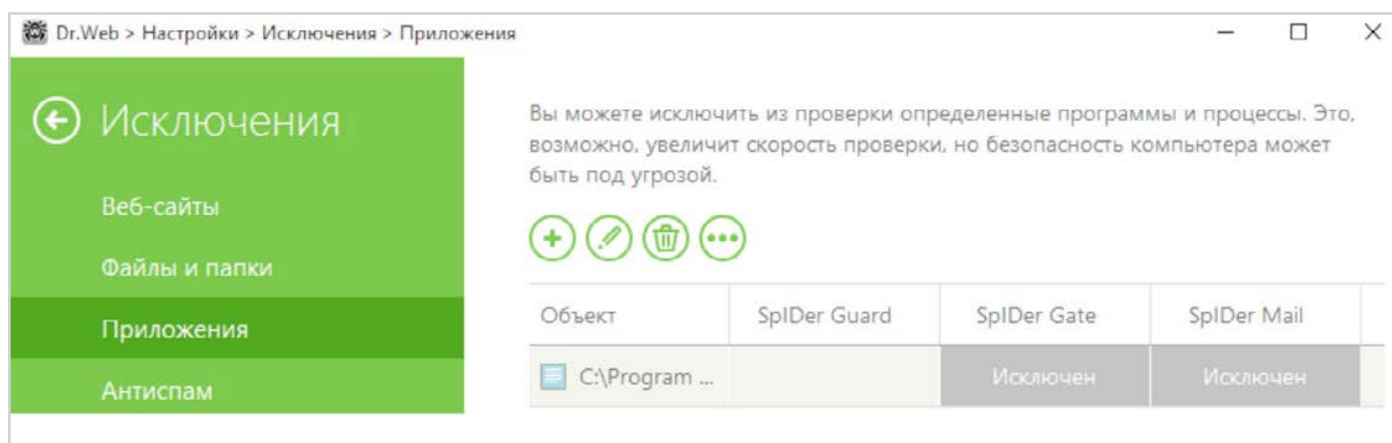 Dr.Web > Настройки > Исключения > Приложения
Исключения
Веб-сайты
Файлы и папки
Приложения
Антиспам
Вы можете исключить из проверки определенные программы и процессы. Это,
возможно, увеличит скорость проверки, но безопасность компьютера может
быть под угрозой.
Объект SpIDer Guard SpIDer Gate SpIDer Mail
C:\Program ... Исключен Исключен